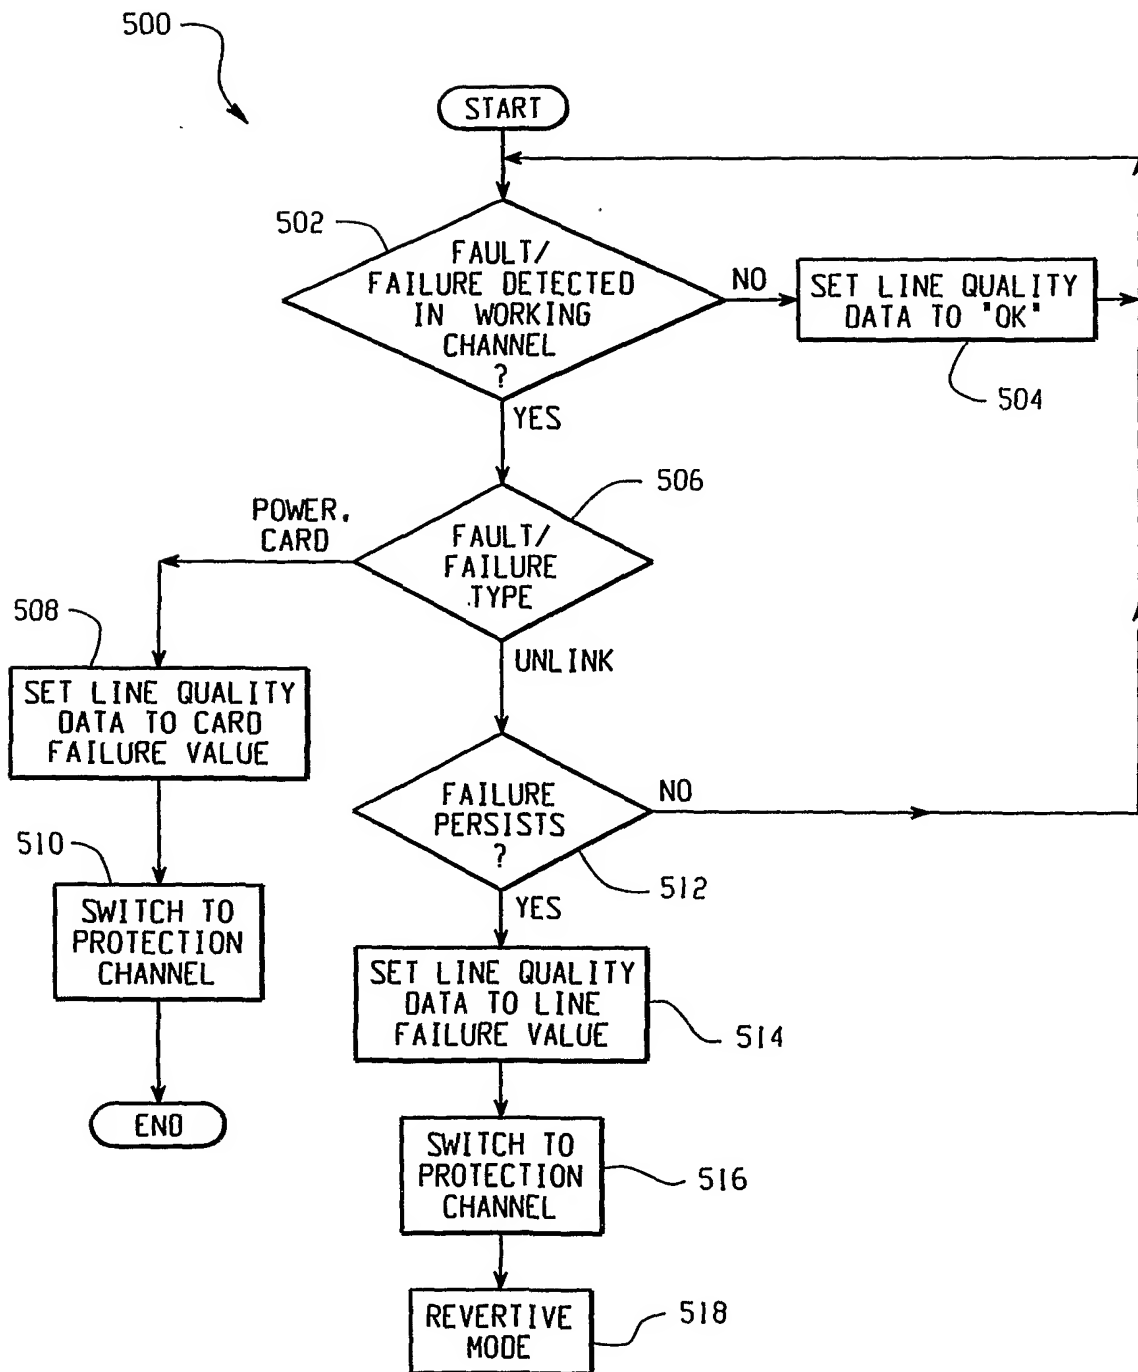 500
START
502
FAULT/
FAILURE DETECTED
IN WORKING
CHANNEL
?
NO
SET LINE QUALITY
DATA TO "OK"
504
YES
506
POWER,
CARD
FAULT/
FAILURE
TYPE
508
UNLINK
SET LINE QUALITY
DATA TO CARD
FAILURE VALUE
FAILURE
PERSISTS
?
NO
510
512
YES
SWITCH TO
PROTECTION
CHANNEL
SET LINE QUALITY
DATA TO LINE
FAILURE VALUE
514
END
SWITCH TO
PROTECTION
CHANNEL
516
REVERTIVE
MODE
518